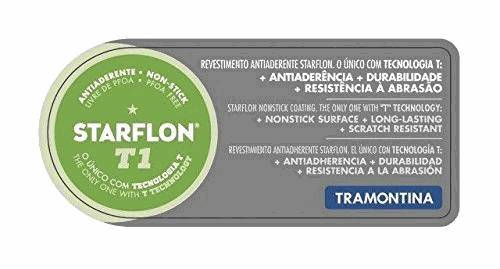 ANTIADERENTE • NON-STICK
LIVRE DE PFOA • PFOA FREE
STARFLON®
T1
O ÚNICO COM TECNOLOGIA T
THE ONLY ONE WITH T TECHNOLOGY
REVESTIMENTO ANTIADERENTE STARFLON. O ÚNICO COM TECNOLOGIA T:
+ ANTIADERÊNCIA + DURABILIDADE
+ RESISTÊNCIA À ABRASÃO
STARFLON NONSTICK COATING. THE ONLY ONE WITH "T" TECHNOLOGY:
+ NONSTICK SURFACE + LONG-LASTING
+ SCRATCH RESISTANT
REVESTIMIENTO ANTIADHERENTE STARFLON. EL ÚNICO CON TECNOLOGÍA T:
+ ANTIADHERENCIA + DURABILIDAD
+ RESISTENCIA A LA ABRASIÓN
TRAMONTINA